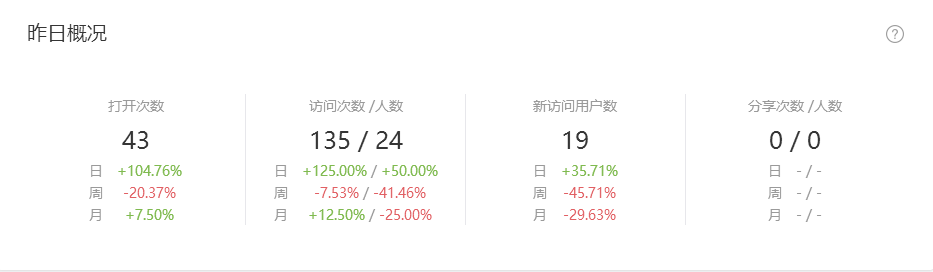 昨日概况
?
打开次数
43
日 +104.76%
周 -20.37%
月 +7.50%
访问次数 /人数
135 / 24
日 +125.00% / +50.00%
周 -7.53% / -41.46%
月 +12.50% / -25.00%
新访问用户数
19
日 +35.71%
周 -45.71%
月 -29.63%
分享次数 /人数
0 / 0
日 - / -
周 - / -
月 - / -